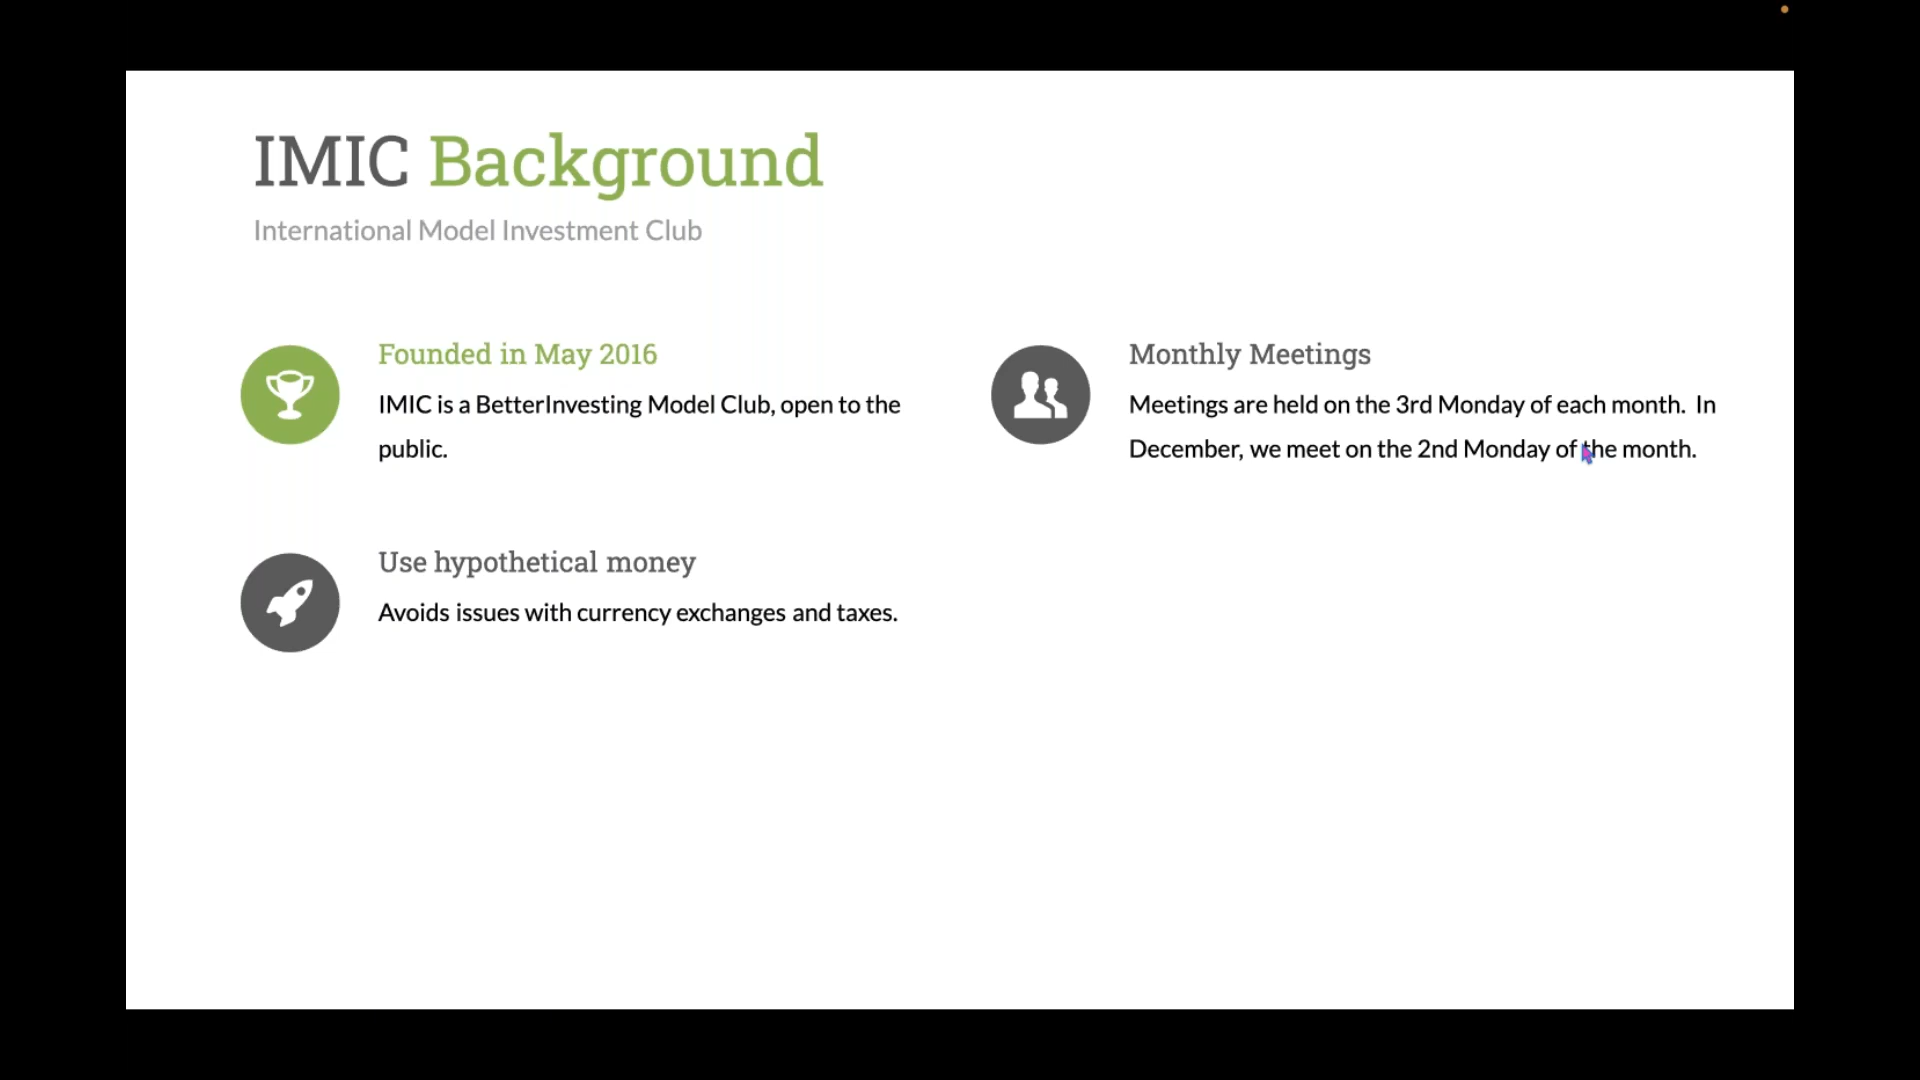 IMIC Background
International Model Investment Club
Founded in May 2016
IMIC is a BetterInvesting Model Club, open to the
public.
Monthly Meetings
Meetings are held on the 3rd Monday of each month.  In
December, we meet on the 2nd Monday of the month.
Use hypothetical money
Avoids issues with currency exchanges and taxes.